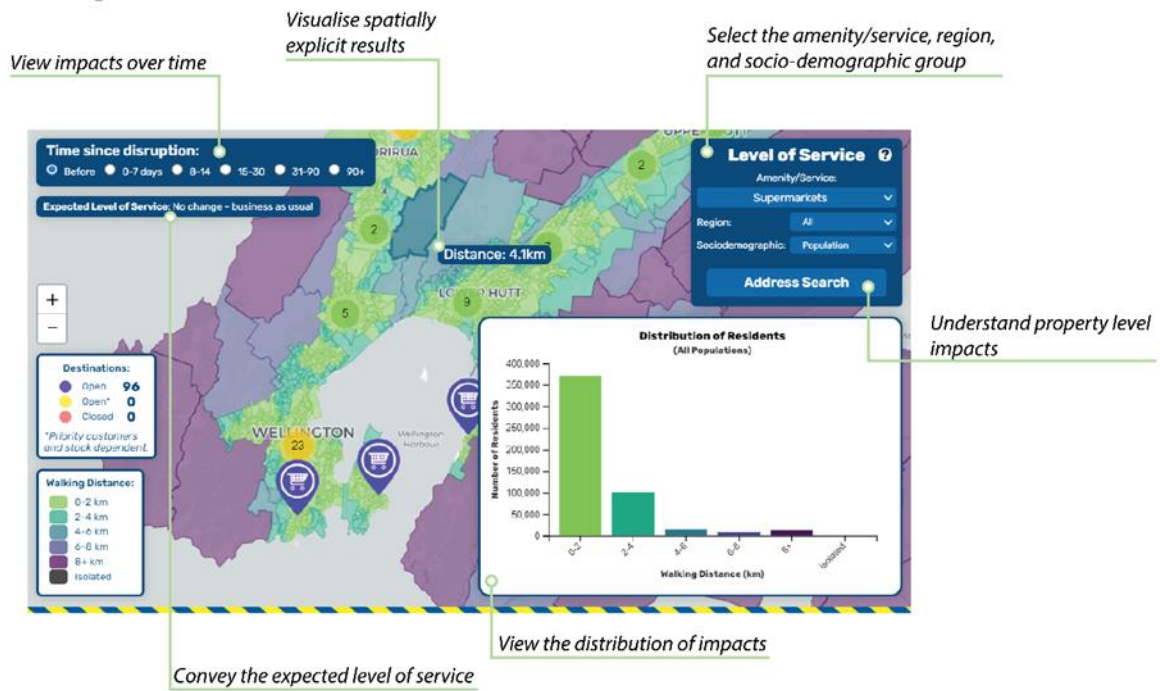 Visualise spatially
explicit results
Select the amenity/service, region,
and socio-demographic group
View impacts over time
Time since disruption:
Before 0-7 days 8-14 15-30 31-90 90+
Expected Level of Service: No change - business as usual
Level of Service ?
Amenity/Service:
Supermarkets
Region: All
Sociodemographic: Population
Address Search
2
2
Distance: 4.1km
9
5
+
−
Understand property level
impacts
Destinations:
Open 96
Open* 0
Closed 0
*Priority customers
and stock dependent.
WELLINGTON
23
Wellington
Harbour
Walking Distance:
0-2 km
2-4 km
4-6 km
6-8 km
8+ km
Isolated
Distribution of Residents
(All Populations)
Number of Residents
400,000
350,000
300,000
250,000
200,000
150,000
100,000
50,000
0
0-2
2-4
4-6
6-8
8+
Isolated
Walking Distance (km)
View the distribution of impacts
Convey the expected level of service